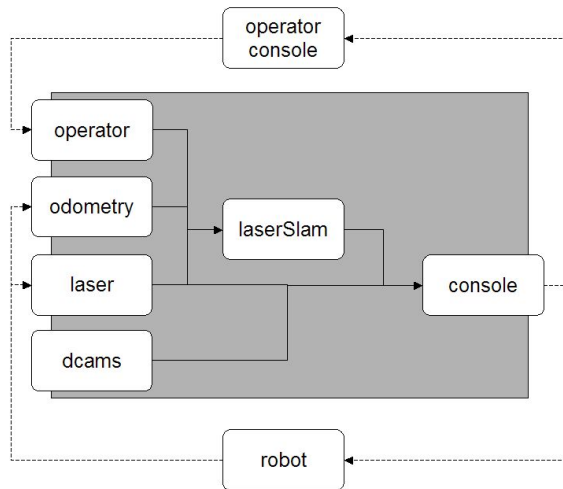 operator
console
operator
odometry
laserSlam
laser
console
dcams
robot